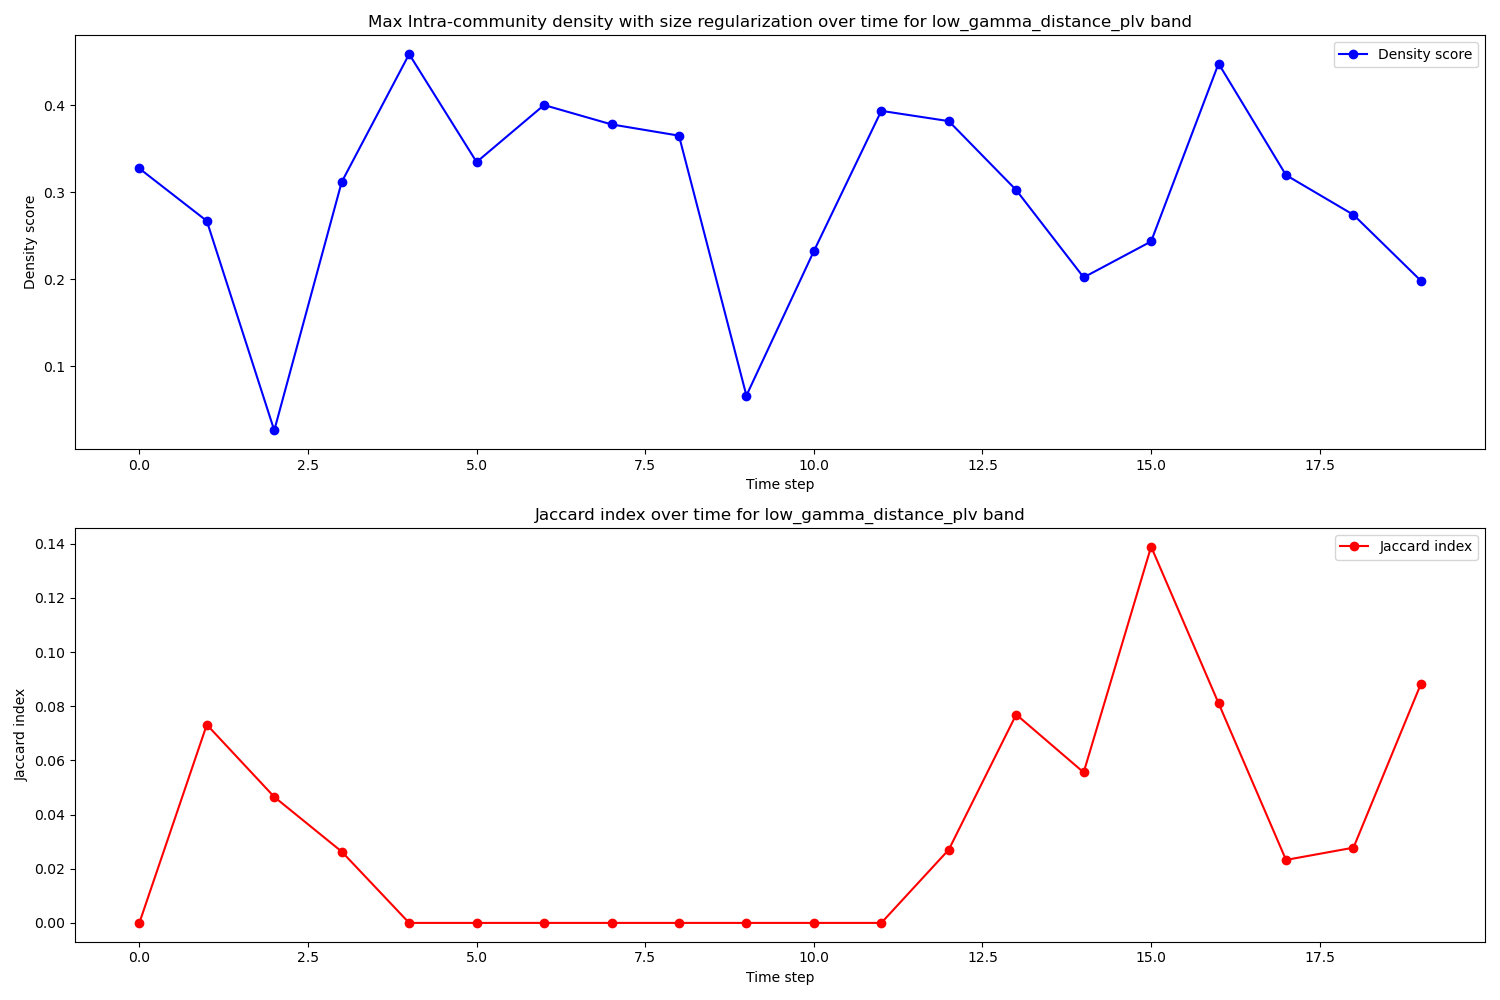 Max Intra-community density with size regularization over time for low_gamma_distance_plv band
Density score
0.4
0.3
0.2
0.1
Density score
0.0 2.5 5.0 7.5 10.0 12.5 15.0 17.5
Time step
Jaccard index over time for low_gamma_distance_plv band
Jaccard index
0.14
0.12
0.10
0.08
0.06
0.04
0.02
0.00
Jaccard index
0.0 2.5 5.0 7.5 10.0 12.5 15.0 17.5
Time step